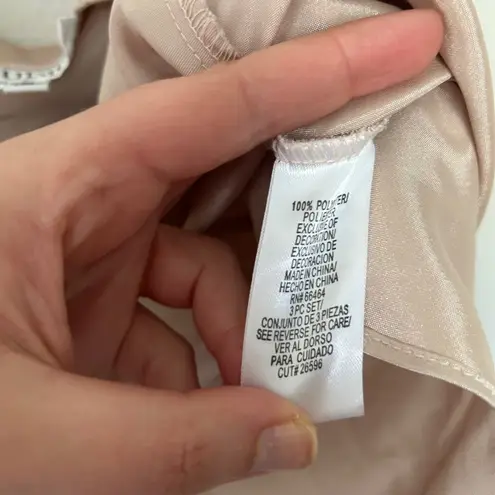 100% POLYESTER/
POLIESTER
EXCLUSIVE OF
DECORATION/
EXCLUSIVO DE
DECORACION
MADE IN CHINA/
HECHO EN CHINA
RN# 66464
3 PC SET/
CONJUNTO DE 3 PIEZAS
SEE REVERSE FOR CARE/
VER AL DORSO
PARA CUIDADO
CUT# 26596